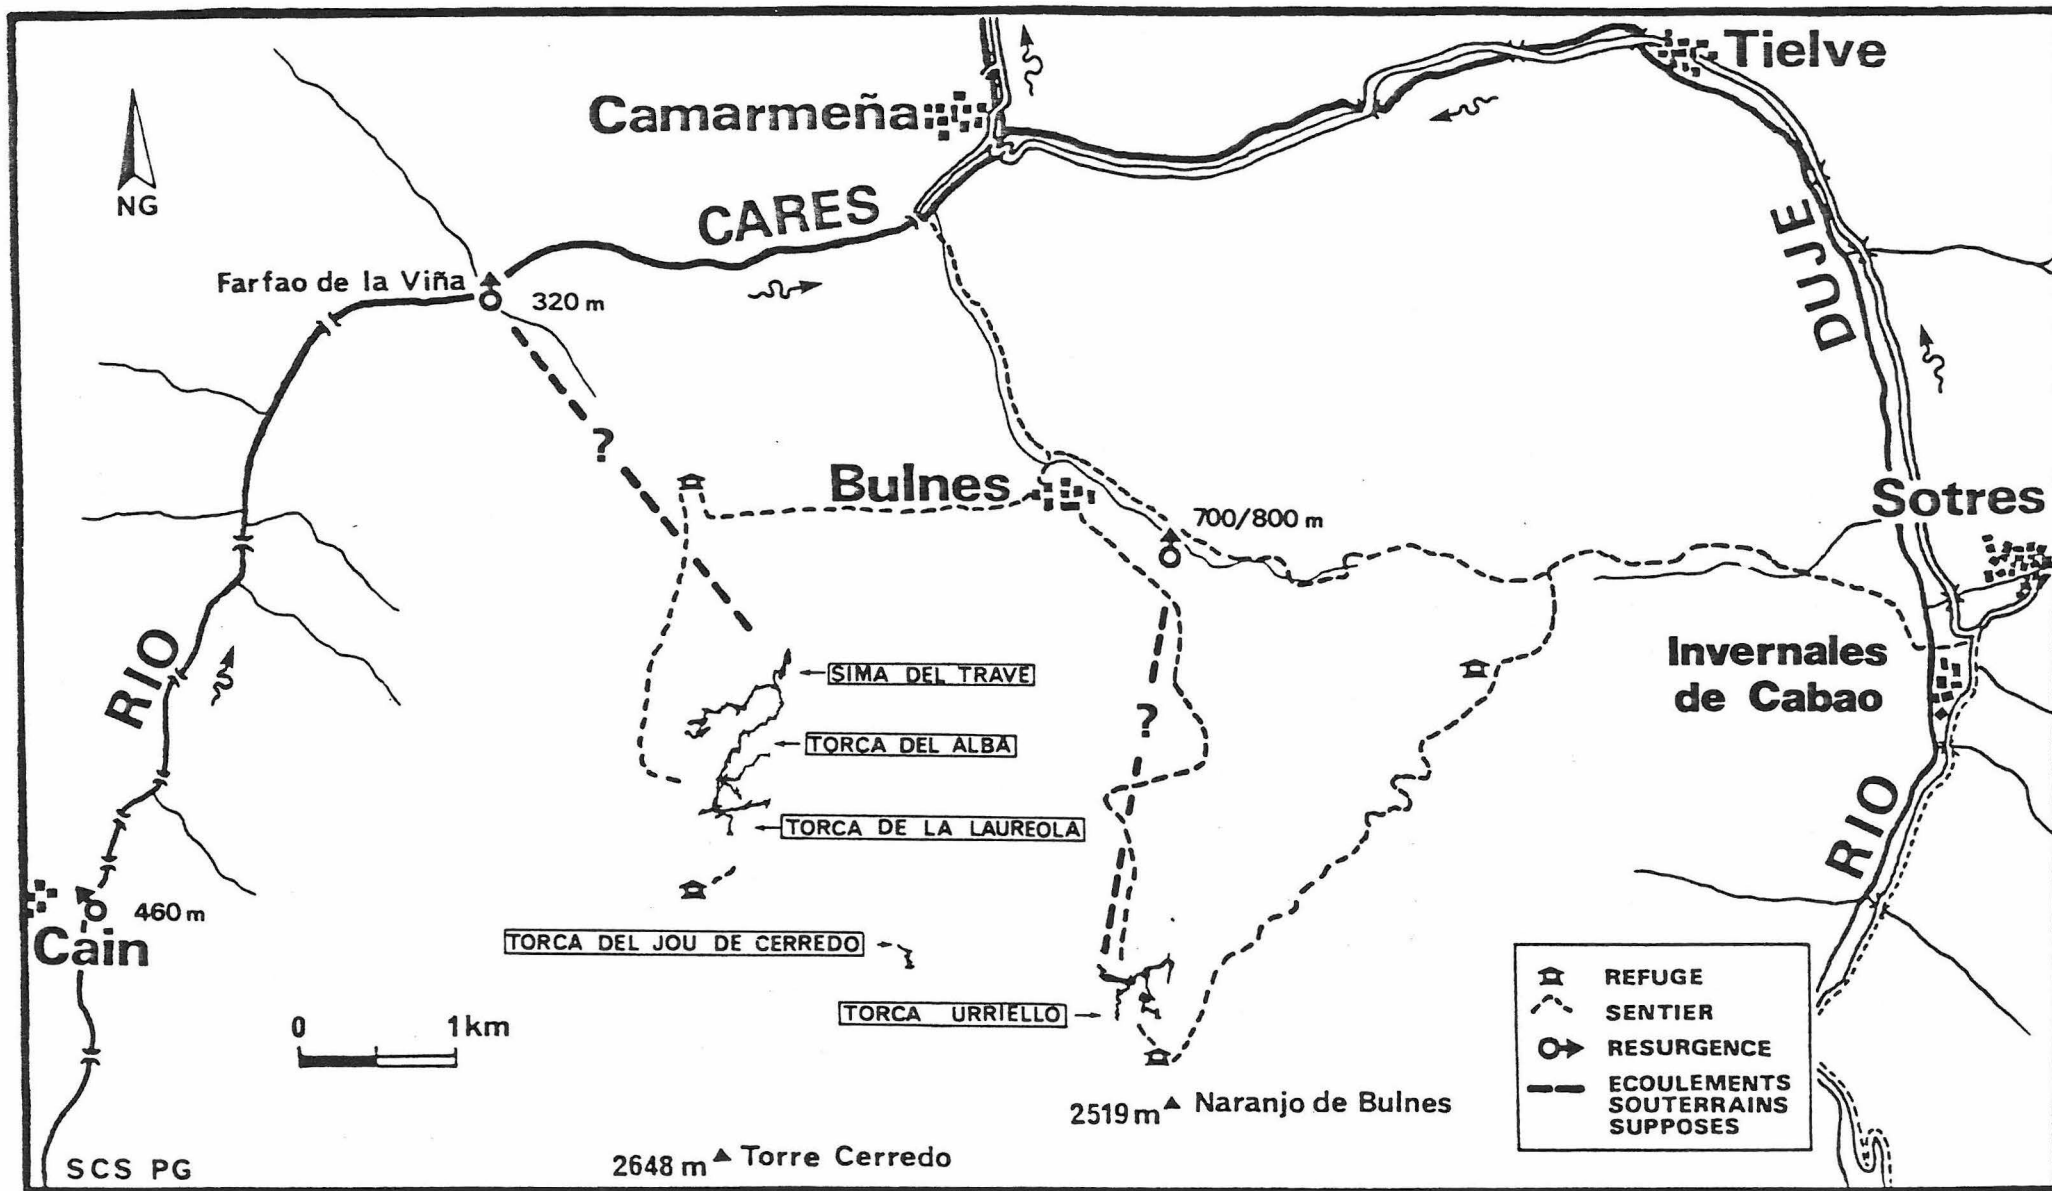 Tielve
Camarmeña
NG
CARES
DUJE
Farfao de la Viña
320 m
?
Bulnes
700/800 m
Sotres
RIO
SIMA DEL TRAVE
Invernales
de Cabao
?
TORCA DEL ALBA
TORCA DE LA LAUREOLA
RIO
460 m
Cain
TORCA DEL JOU DE CERREDO
TORCA URRIELLO
0 1km
REFUGE
SENTIER
RESURGENCE
ECOULEMENTS
SOUTERRAINS
SUPPOSES
2519 m Naranjo de Bulnes
2648 m Torre Cerredo
SCS PG